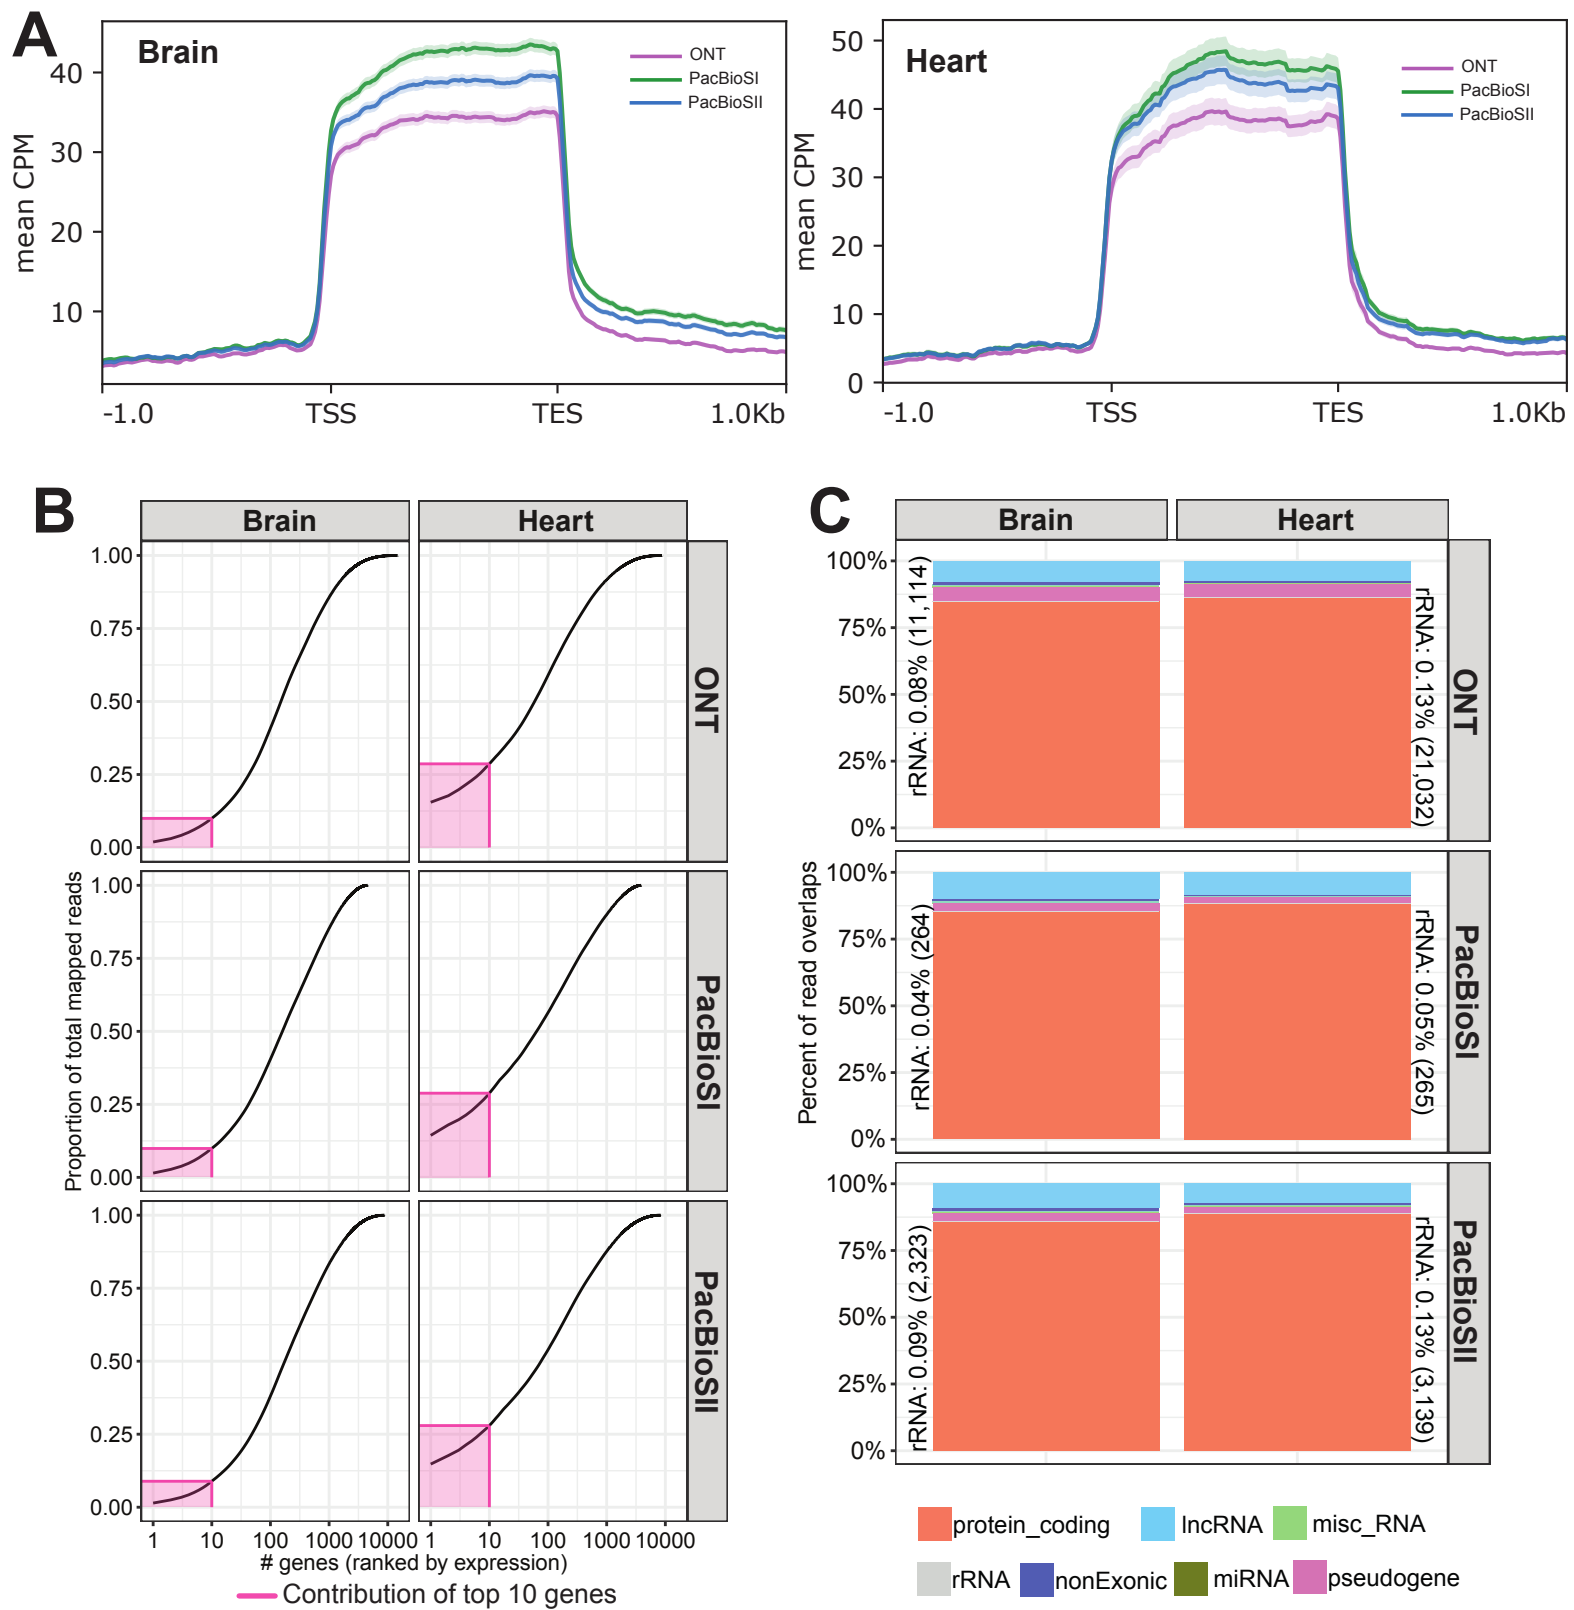 A
Brain
ONT
PacBioSI
PacBioSII
mean CPM
40
30
20
10
-1.0
TSS
TES
1.0Kb
Heart
ONT
PacBioSI
PacBioSII
mean CPM
50
40
30
20
10
0
-1.0
TSS
TES
1.0Kb
B
Brain
Heart
Proportion of total mapped reads
1.00
0.75
0.50
0.25
0.00
ONT
1.00
0.75
0.50
0.25
0.00
PacBioSI
1.00
0.75
0.50
0.25
0.00
PacBioSII
1 10 100 1000 10000
1 10 100 1000 10000
# genes (ranked by expression)
Contribution of top 10 genes
C
Brain
Heart
Percent of read overlaps
100%
75%
50%
25%
0%
rRNA: 0.08% (11,114)
rRNA: 0.13% (21,032)
ONT
100%
75%
50%
25%
0%
rRNA: 0.04% (264)
rRNA: 0.05% (265)
PacBioSI
100%
75%
50%
25%
0%
rRNA: 0.09% (2,323)
rRNA: 0.13% (3,139)
PacBioSII
protein_coding
lncRNA
misc_RNA
rRNA
nonExonic
miRNA
pseudogene